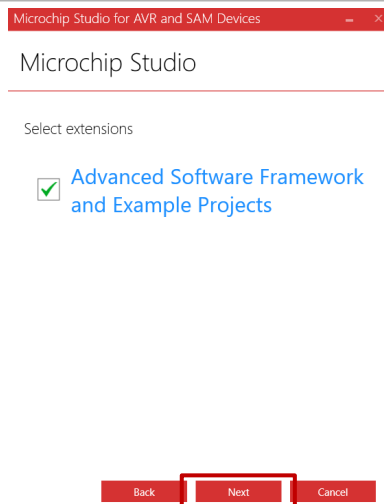 Microchip Studio for AVR and SAM Devices
Microchip Studio
Select extensions
Advanced Software Framework
and Example Projects
Back Next Cancel